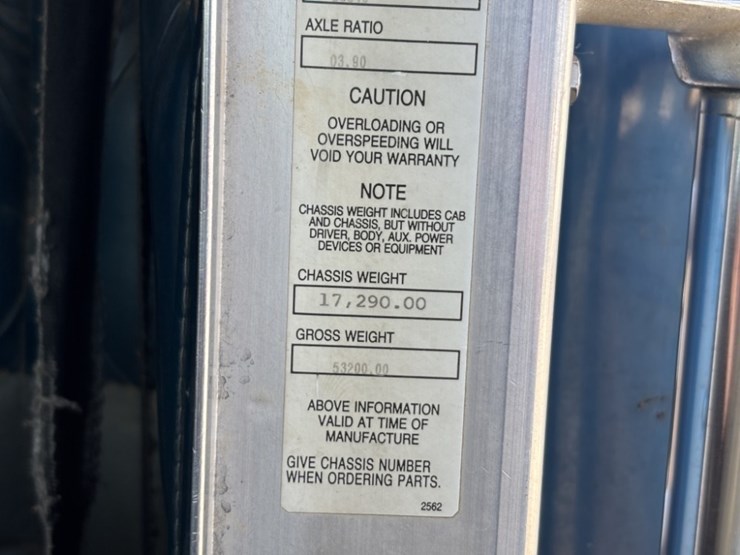 AXLE RATIO
03.90
CAUTION
OVERLOADING OR
OVERSPEEDING WILL
VOID YOUR WARRANTY
NOTE
CHASSIS WEIGHT INCLUDES CAB
AND CHASSIS, BUT WITHOUT
DRIVER, BODY, AUX. POWER
DEVICES OR EQUIPMENT
CHASSIS WEIGHT
17,290.00
GROSS WEIGHT
53200.00
ABOVE INFORMATION
VALID AT TIME OF
MANUFACTURE
GIVE CHASSIS NUMBER
WHEN ORDERING PARTS.
2562